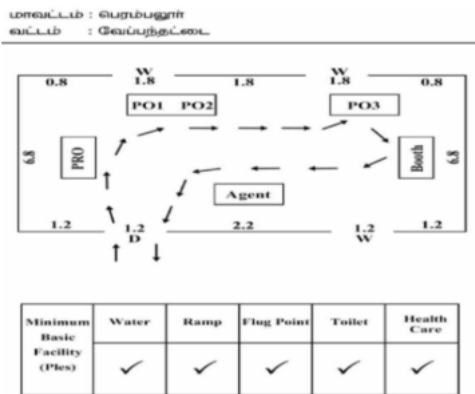 மாவட்டம் : பெரம்பலூர்
வட்டம் : வேப்பந்தட்டை
W W
0.8 1.8 1.8 1.8 0.8
PO1 PO2 PO3
6.8 PRO Booth 6.8
Agent
1.2 1.2 2.2 1.2 1.2
D W
Minimum Basic Facility (Ples) Water Ramp Flug Point Toilet Health Care
✓ ✓ ✓ ✓ ✓